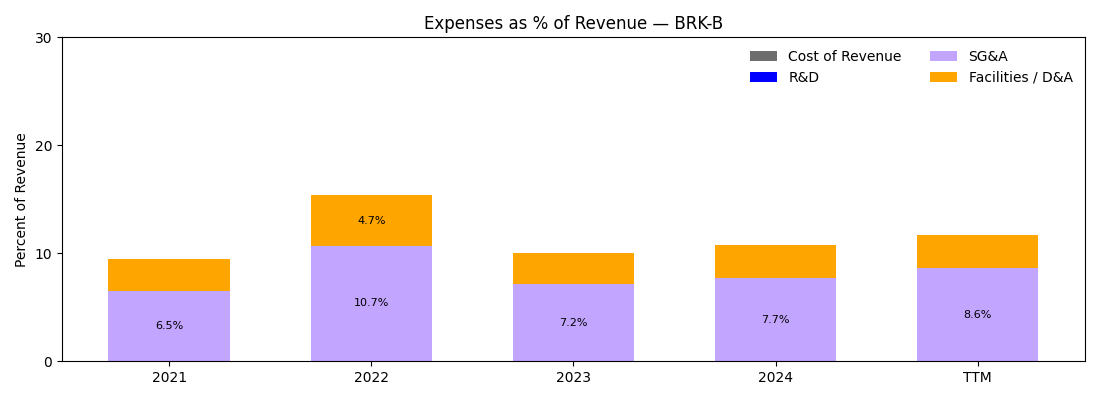 Expenses as % of Revenue — BRK-B
Percent of Revenue
30
20
10
0
Cost of Revenue
R&D
SG&A
Facilities / D&A
6.5%
4.7%
10.7%
7.2%
7.7%
8.6%
2021
2022
2023
2024
TTM